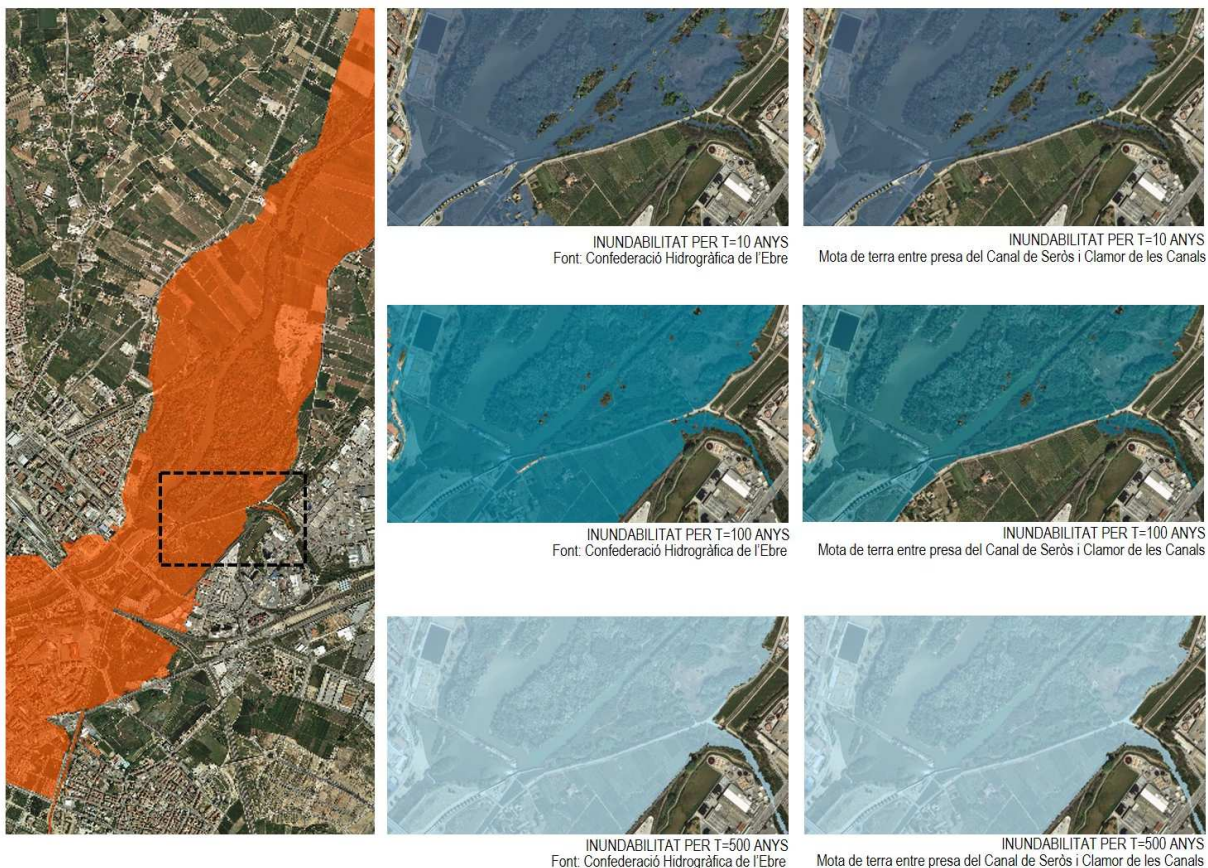 INUNDABILITAT PER T=10 ANYS
Font: Confederació Hidrogràfica de l'Ebre
INUNDABILITAT PER T=10 ANYS
Mota de terra entre presa del Canal de Seròs i Clamor de les Canals
INUNDABILITAT PER T=100 ANYS
Font: Confederació Hidrogràfica de l'Ebre
INUNDABILITAT PER T=100 ANYS
Mota de terra entre presa del Canal de Seròs i Clamor de les Canals
INUNDABILITAT PER T=500 ANYS
Font: Confederació Hidrogràfica de l'Ebre
INUNDABILITAT PER T=500 ANYS
Mota de terra entre presa del Canal de Seròs i Clamor de les Canals